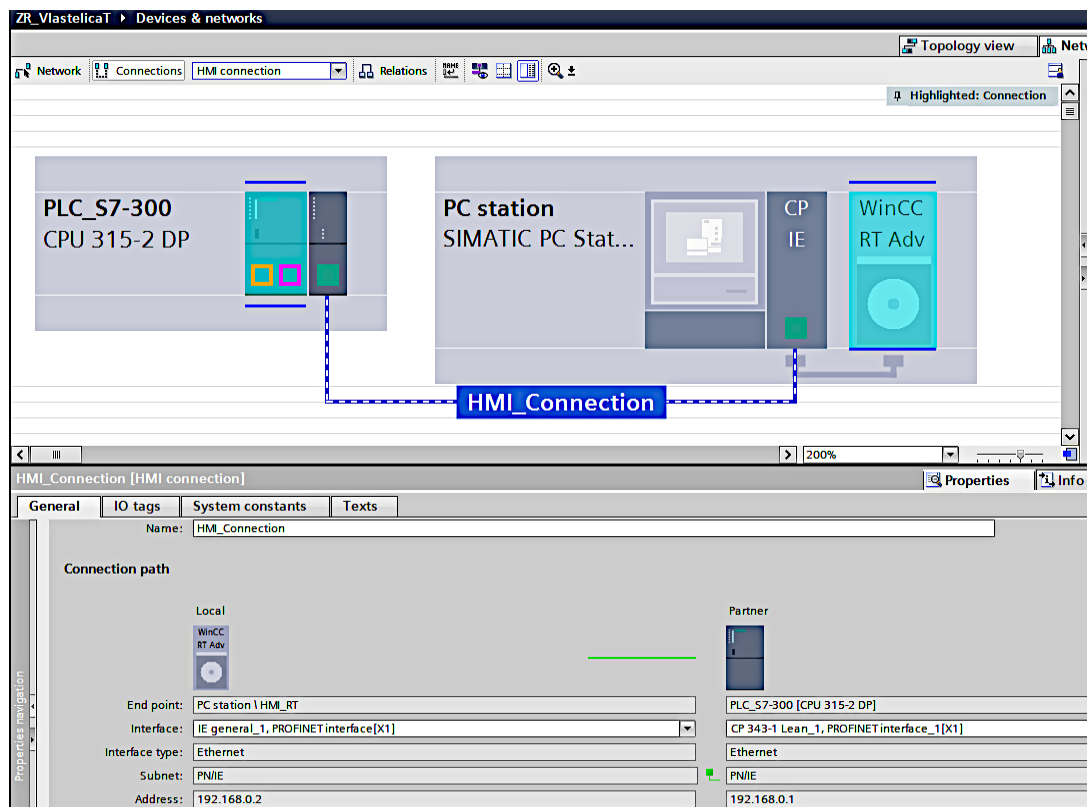 ZR_VlastelicaT ▸ Devices & networks
Topology view
Network Connections HMI connection Relations
Highlighted: Connection
PLC_S7-300
CPU 315-2 DP
PC station
SIMATIC PC Stat...
CP
IE
WinCC
RT Adv
HMI_Connection
200%
HMI_Connection [HMI connection]
Properties Info
General IO tags System constants Texts
Name: HMI_Connection
Connection path
Local Partner
WinCC
RT Adv
End point: PC station \ HMI_RT PLC_S7-300 [CPU 315-2 DP]
Interface: IE general_1, PROFINET interface[X1] CP 343-1 Lean_1, PROFINET interface_1[X1]
Interface type: Ethernet Ethernet
Subnet: PN/IE PN/IE
Address: 192.168.0.2 192.168.0.1
Properties navigation